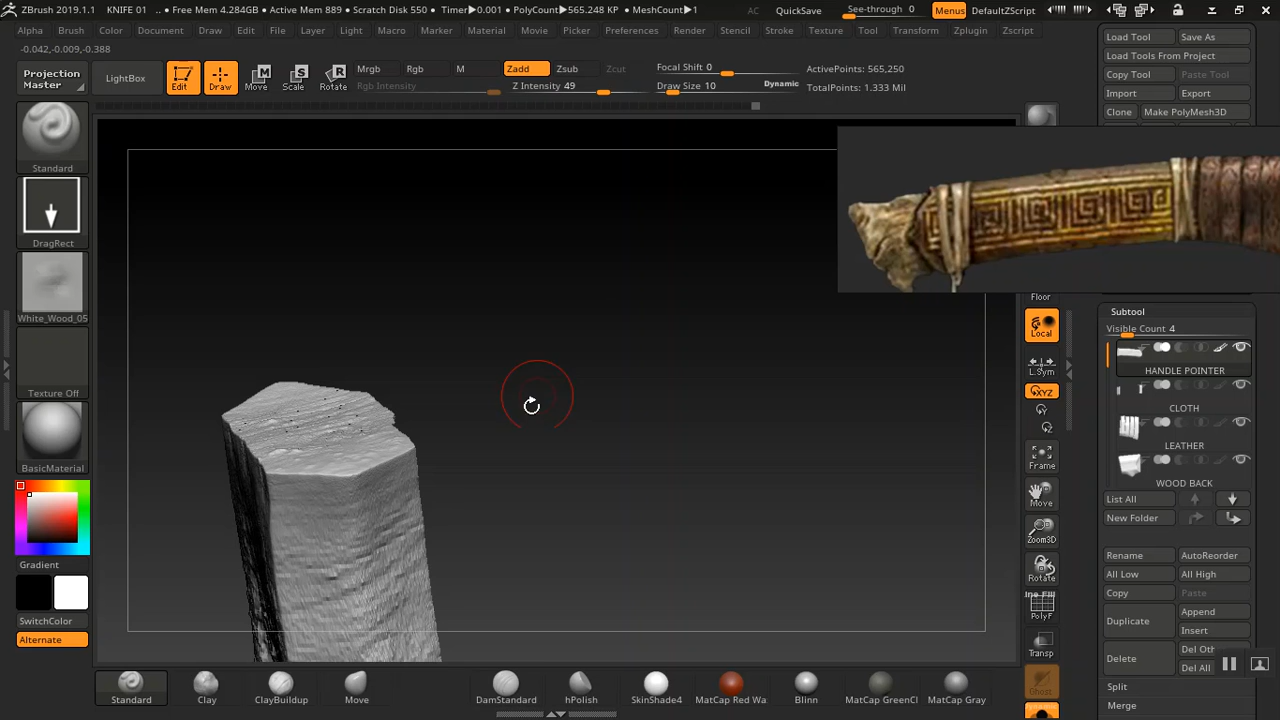 ZBrush 2019.1.1 KNIFE 01 .. • Free Mem 4.284GB • Active Mem 889 • Scratch Disk 550 • Timer▶0.001 • PolyCount▶565.248 KP • MeshCount▶1 AC QuickSave See-through 0 Menus DefaultZScript
Alpha Brush Color Document Draw Edit File Layer Light Macro Marker Material Movie Picker Preferences Render Stencil Stroke Texture Tool Transform Zplugin Zscript
-0.042,-0.009,-0.388
Load Tool Save As
Load Tools From Project
Copy Tool Paste Tool
Import Export
Clone Make PolyMesh3D
Projection Master LightBox Edit Draw Move Scale Rotate
Mrgb Rgb M Zadd Zsub Zcut Focal Shift 0 ActivePoints: 565,250
Rgb Intensity Z Intensity 49 Draw Size 10 Dynamic TotalPoints: 1.333 Mil
Standard
DragRect
White_Wood_05
Texture Off
BasicMaterial
Gradient
SwitchColor
Alternate
Floor
Local
L.Sym
XYZ
Y
Z
Frame
Move
Zoom3D
Rotate
Line Fill
PolyF
Transp
Ghost
Subtool
Visible Count 4
HANDLE POINTER
CLOTH
LEATHER
WOOD BACK
List All
New Folder
Rename AutoReorder
All Low All High
Copy Paste
Duplicate Append
Insert
Delete Del Oth
Del All
Split
Merge
Standard Clay ClayBuildup Move DamStandard hPolish SkinShade4 MatCap Red Wa Blinn MatCap GreenCl MatCap Gray